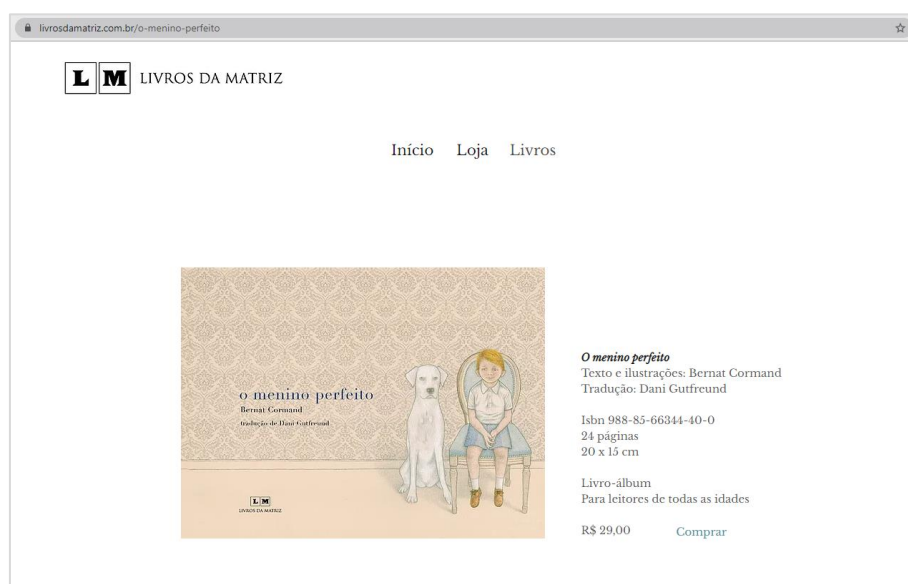 livrosdamatriz.com.br/o-menino-perfeito
L M LIVROS DA MATRIZ
Início Loja Livros
o menino perfeito
Bernat Cormand
tradução de Dani Gutfreund
L M
LIVROS DA MATRIZ
O menino perfeito
Texto e ilustrações: Bernat Cormand
Tradução: Dani Gutfreund
Isbn 988-85-66344-40-0
24 páginas
20 x 15 cm
Livro-álbum
Para leitores de todas as idades
R$ 29,00 Comprar